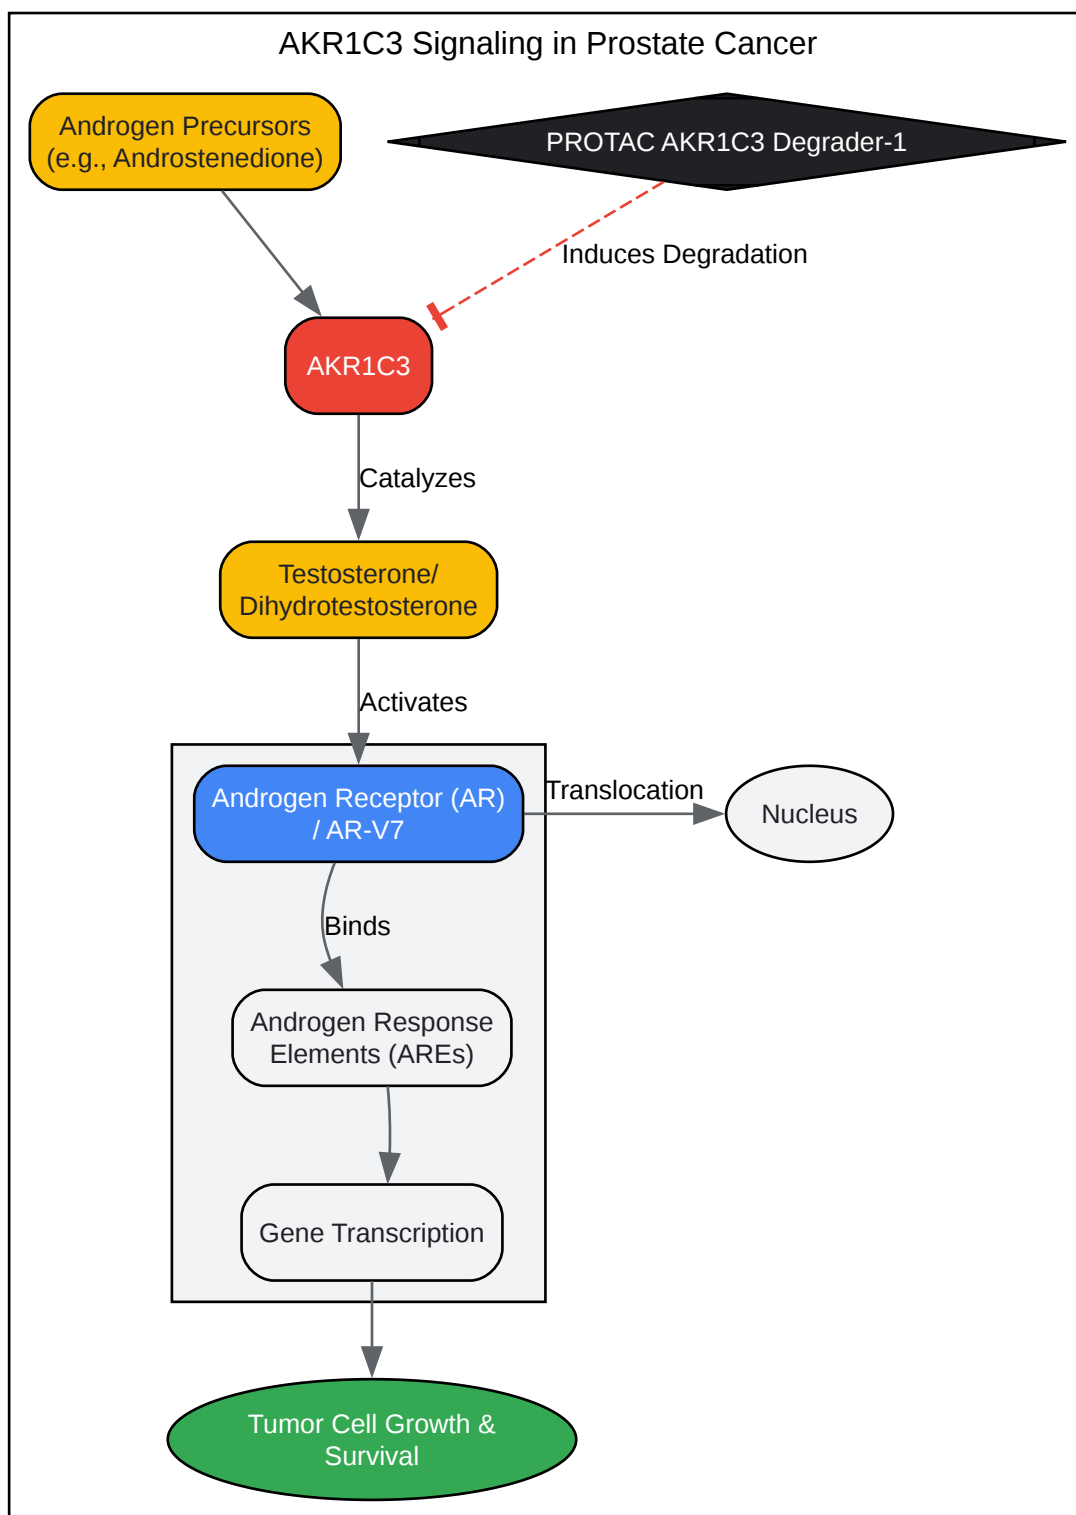 AKR1C3 Signaling in Prostate Cancer
Androgen Precursors
(e.g., Androstenedione)
PROTAC AKR1C3 Degrader-1
Induces Degradation
AKR1C3
Catalyzes
Testosterone/
Dihydrotestosterone
Activates
Androgen Receptor (AR)
/ AR-V7
Translocation
Nucleus
Binds
Androgen Response
Elements (AREs)
Gene Transcription
Tumor Cell Growth &
Survival